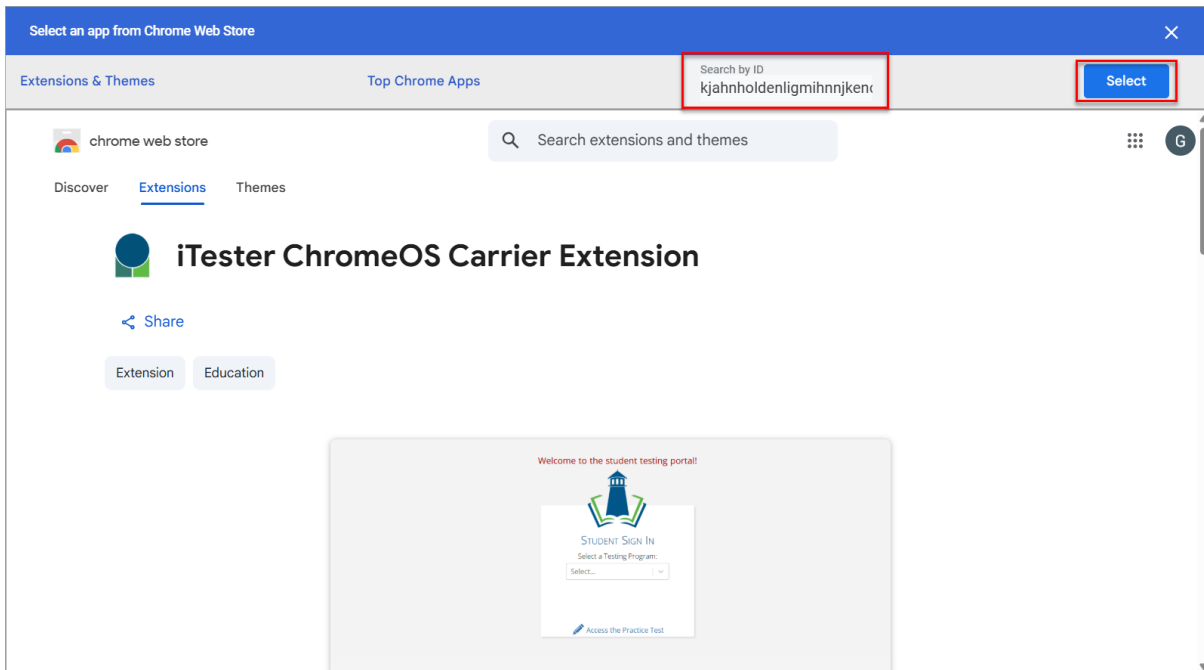 Select an app from Chrome Web Store
Extensions & Themes
Top Chrome Apps
Search by ID
kjahnholdenligmihnnjkeno
Select
chrome web store
Search extensions and themes
G
Discover
Extensions
Themes
iTester ChromeOS Carrier Extension
Share
Extension
Education
Welcome to the student testing portal!
Student Sign In
Select a Testing Program:
Select...
Access the Practice Test